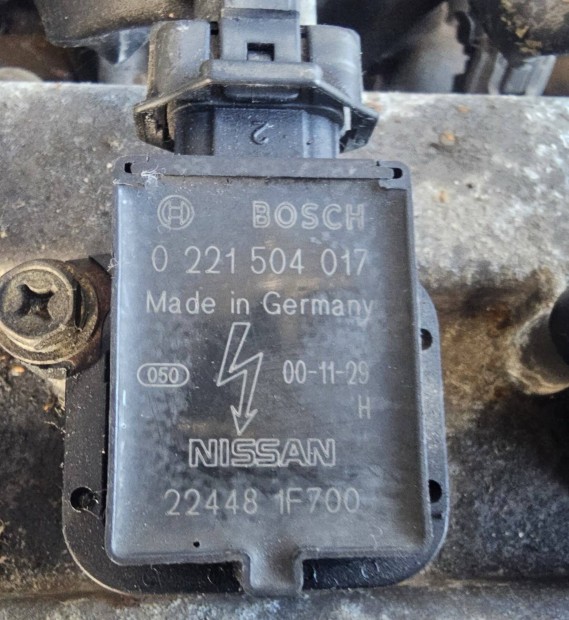 2
BOSCH
0 221 504 017
Made in Germany
050 00-11-29
H
NISSAN
22448 1F700